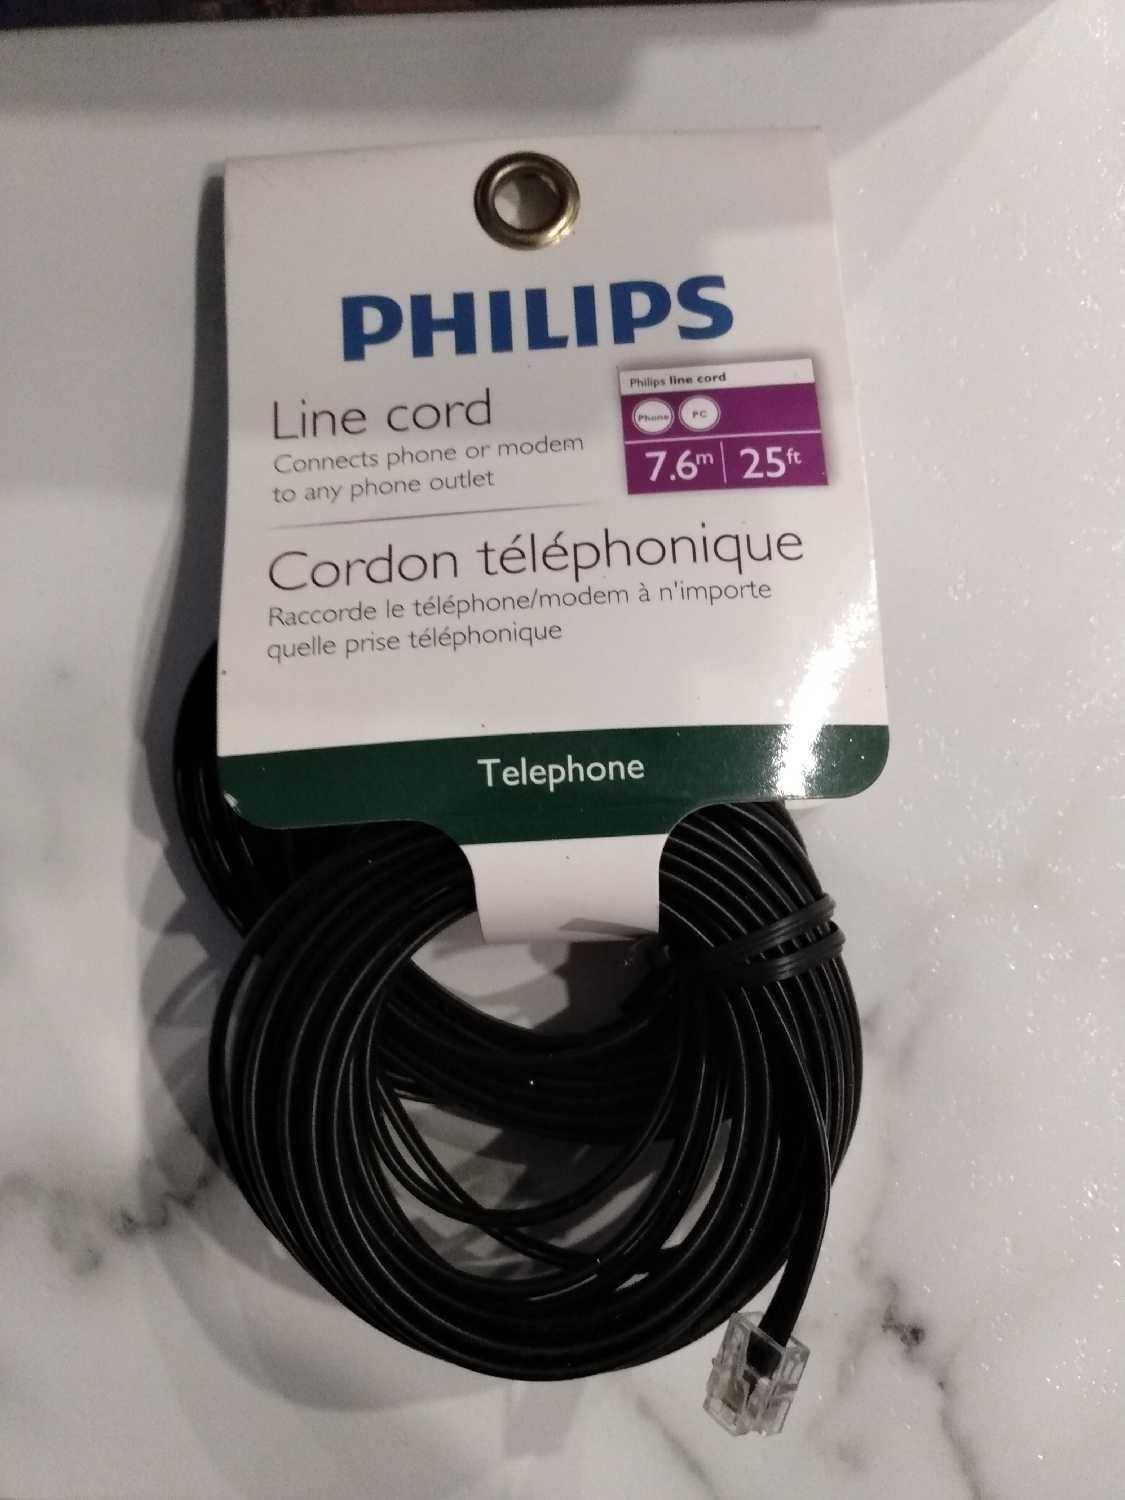 PHILIPS
Line cord
Connects phone or modem
to any phone outlet
Philips line cord
Phone PC
7.6m 25ft
Cordon téléphonique
Raccorde le téléphone/modem à n'importe
quelle prise téléphonique
Telephone